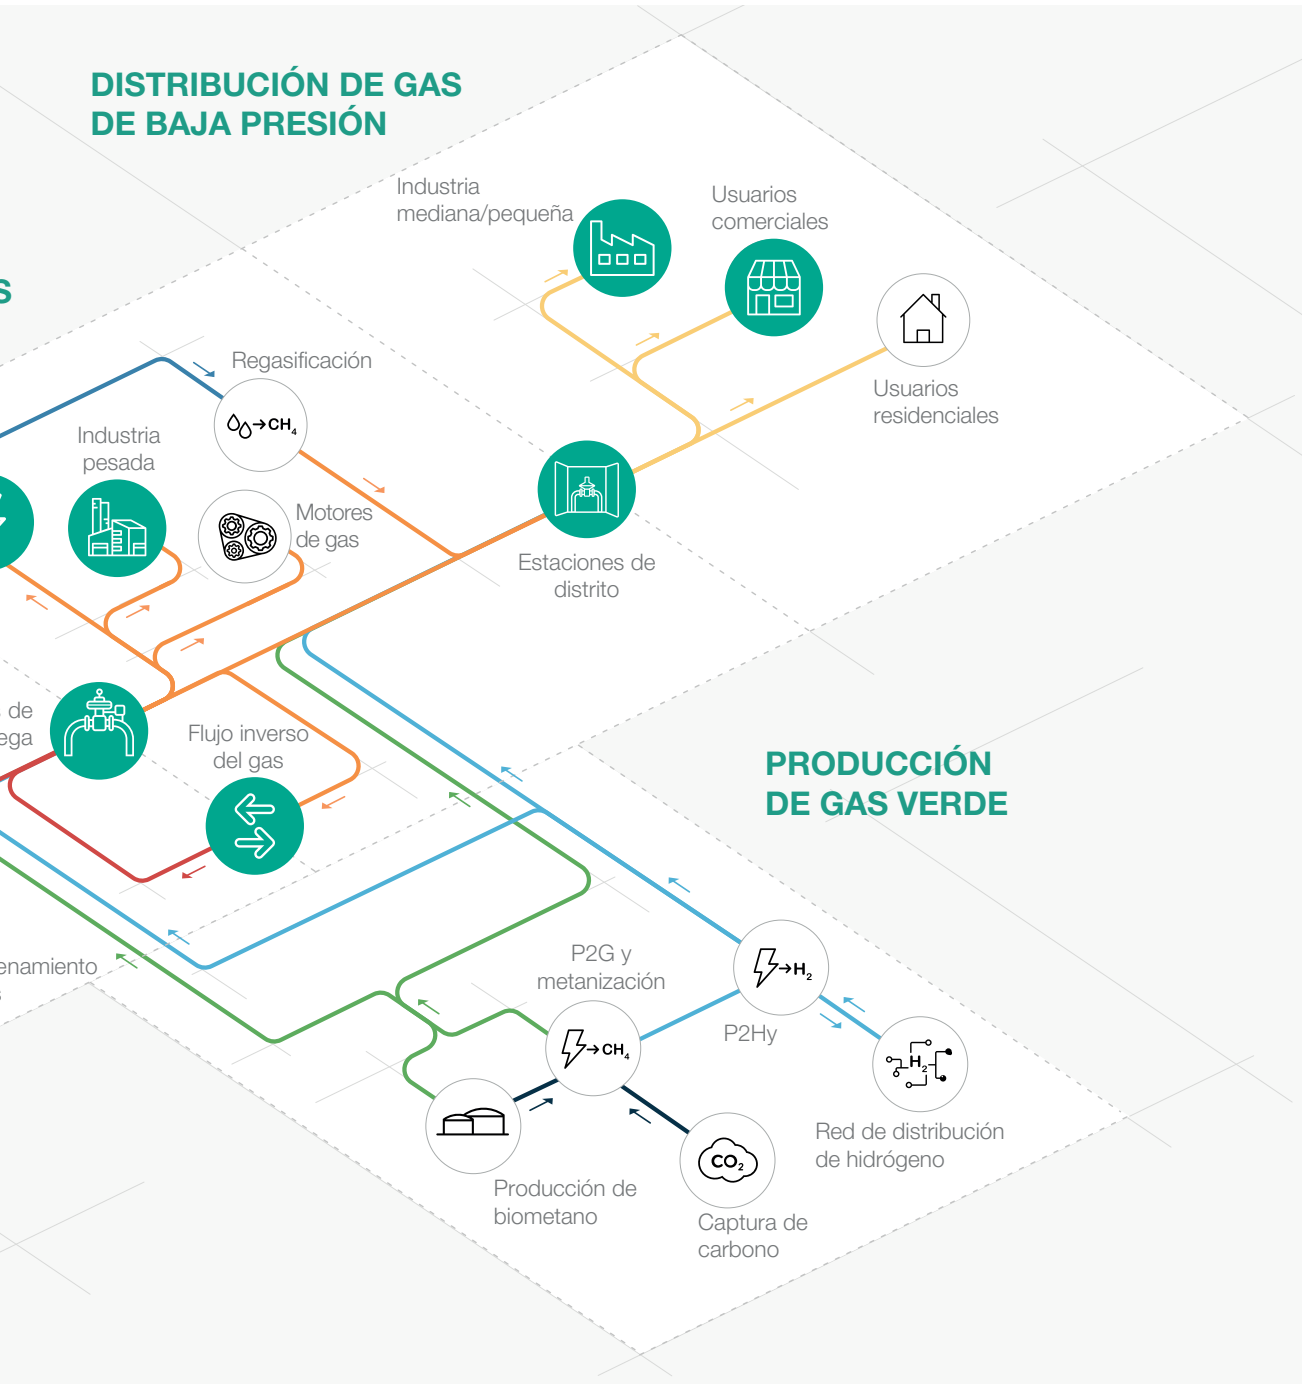 DISTRIBUCIÓN DE GAS
DE BAJA PRESIÓN
Industria
mediana/pequeña
Usuarios
comerciales
S
Usuarios
residenciales
Regasificación
→CH₄
Industria
pesada
Motores
de gas
Estaciones de
distrito
s de
ega
Flujo inverso
del gas
PRODUCCIÓN
DE GAS VERDE
enamiento
s
P2G y
metanización
→H₂
P2Hy
→CH₄
H₂
Red de distribución
de hidrógeno
CO₂
Producción de
biometano
Captura de
carbono